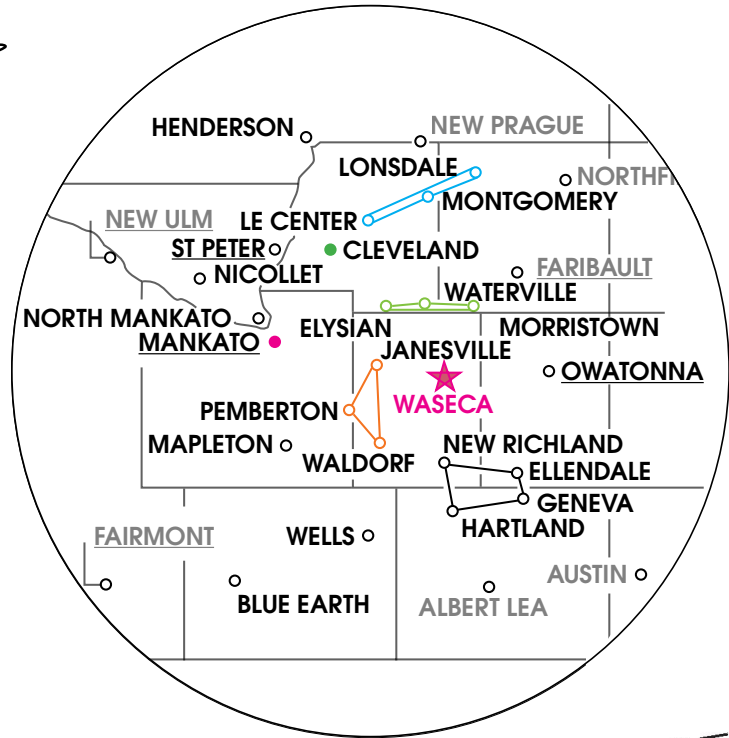 HENDERSON
NEW PRAGUE
LONSDALE
NORTHFI
MONTGOMERY
NEW ULM
LE CENTER
ST PETER
CLEVELAND
NICOLLET
FARIBAULT
WATERVILLE
NORTH MANKATO
ELYSIAN
MORRISTOWN
MANKATO
JANESVILLE
OWATONNA
WASECA
PEMBERTON
MAPLETON
NEW RICHLAND
WALDORF
ELLENDALE
GENEVA
HARTLAND
FAIRMONT
WELLS
AUSTIN
BLUE EARTH
ALBERT LEA